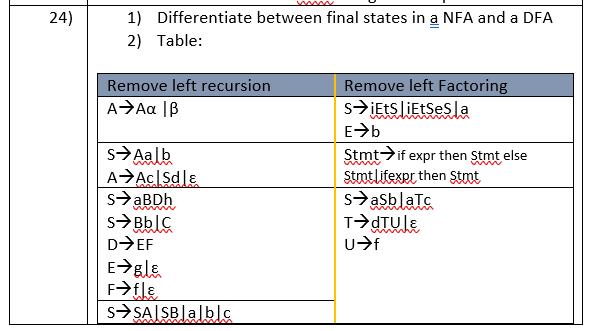 24)
1) Differentiate between final states in a NFA and a DFA
2) Table:
Remove left recursion
Remove left Factoring
A→Aα |β
S→iEtS|iEtSeS|a
E→b
S→Aa|b
A→Ac|Sd|ε
Stmt→if expr then Stmt else
Stmt|ifexpr then Stmt
S→aBDh
S→Bb|C
D→EF
E→g|ε
F→f|ε
S→aSb|aTc
T→dTU|ε
U→f
S→SA|SB|a|b|c